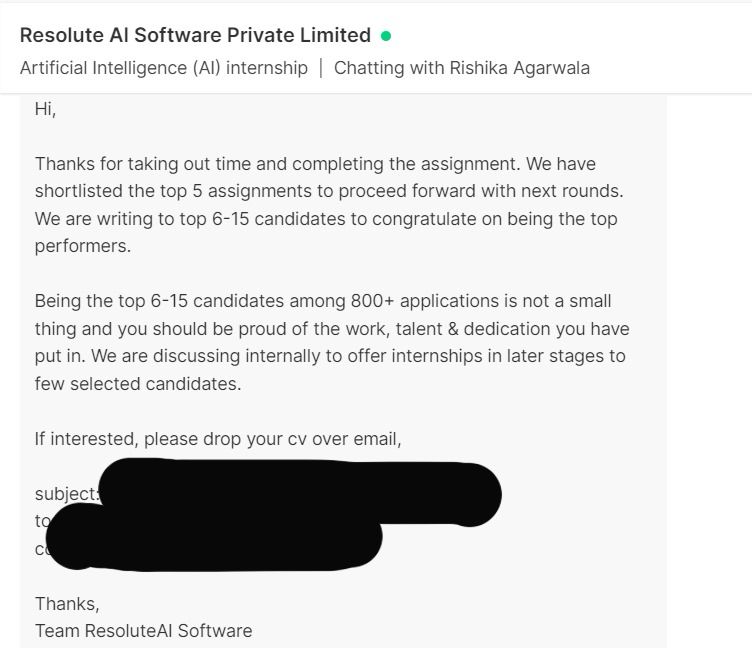 Resolute AI Software Private Limited
Artificial Intelligence (AI) internship | Chatting with Rishika Agarwala
Hi,
Thanks for taking out time and completing the assignment. We have
shortlisted the top 5 assignments to proceed forward with next rounds.
We are writing to top 6-15 candidates to congratulate on being the top
performers.
Being the top 6-15 candidates among 800+ applications is not a small
thing and you should be proud of the work, talent & dedication you have
put in. We are discussing internally to offer internships in later stages to
few selected candidates.
If interested, please drop your cv over email,
subject:
to
Thanks,
Team ResoluteAI Software